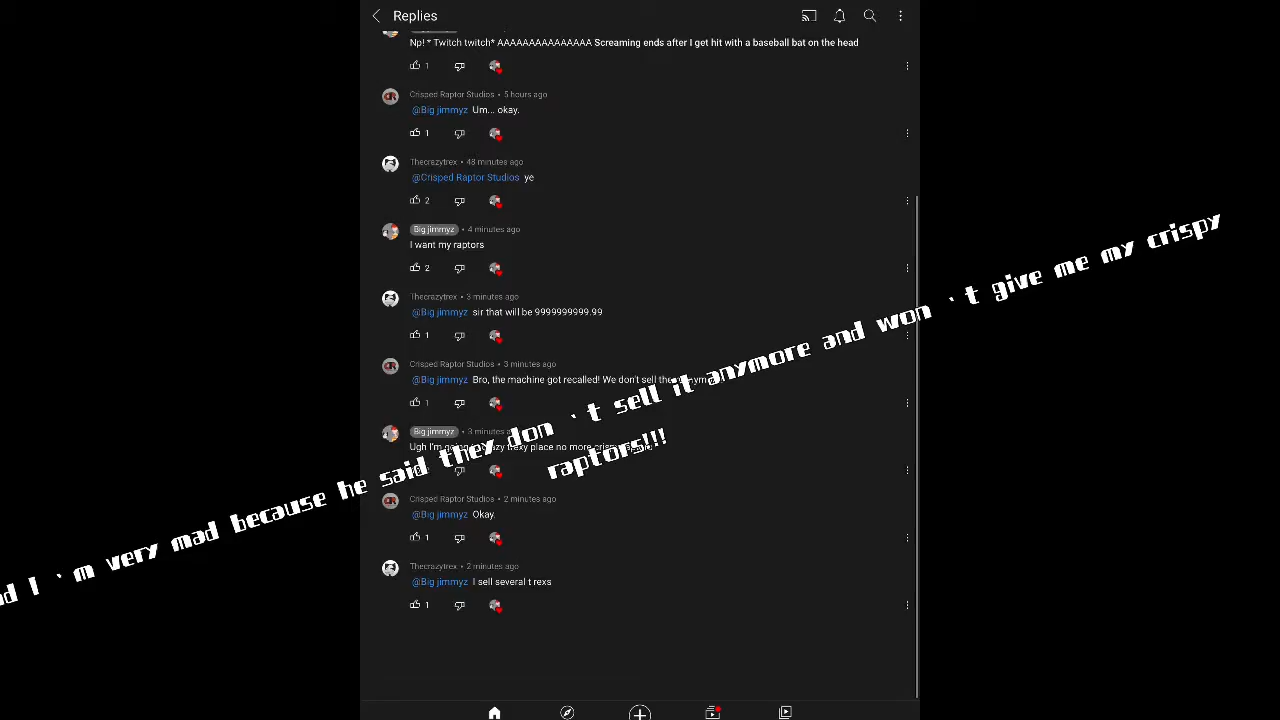 Replies
Np! * Twitch twitch* AAAAAAAAAAAAAAA Screaming ends after I get hit with a baseball bat on the head
1
Crisped Raptor Studios • 5 hours ago
@Big jimmyz Um... okay.
1
Thecrazytrex • 48 minutes ago
@Crisped Raptor Studios ye
2
Big jimmyz • 4 minutes ago
I want my raptors
2
Thecrazytrex • 3 minutes ago
@Big jimmyz sir that will be 9999999999.99
1
Crisped Raptor Studios • 3 minutes ago
@Big jimmyz Bro, the machine got recalled! We don't sell
1
Big jimmyz • 3 minutes
Ugh I'm going place no more
Crisped Raptor Studios • 2 minutes ago
@Big jimmyz Okay.
1
Thecrazytrex • 2 minutes ago
@Big jimmyz I sell several t rexs
1
I'm very mad because he said they don't sell it anymore and won't give me my crispy
raptors!!!